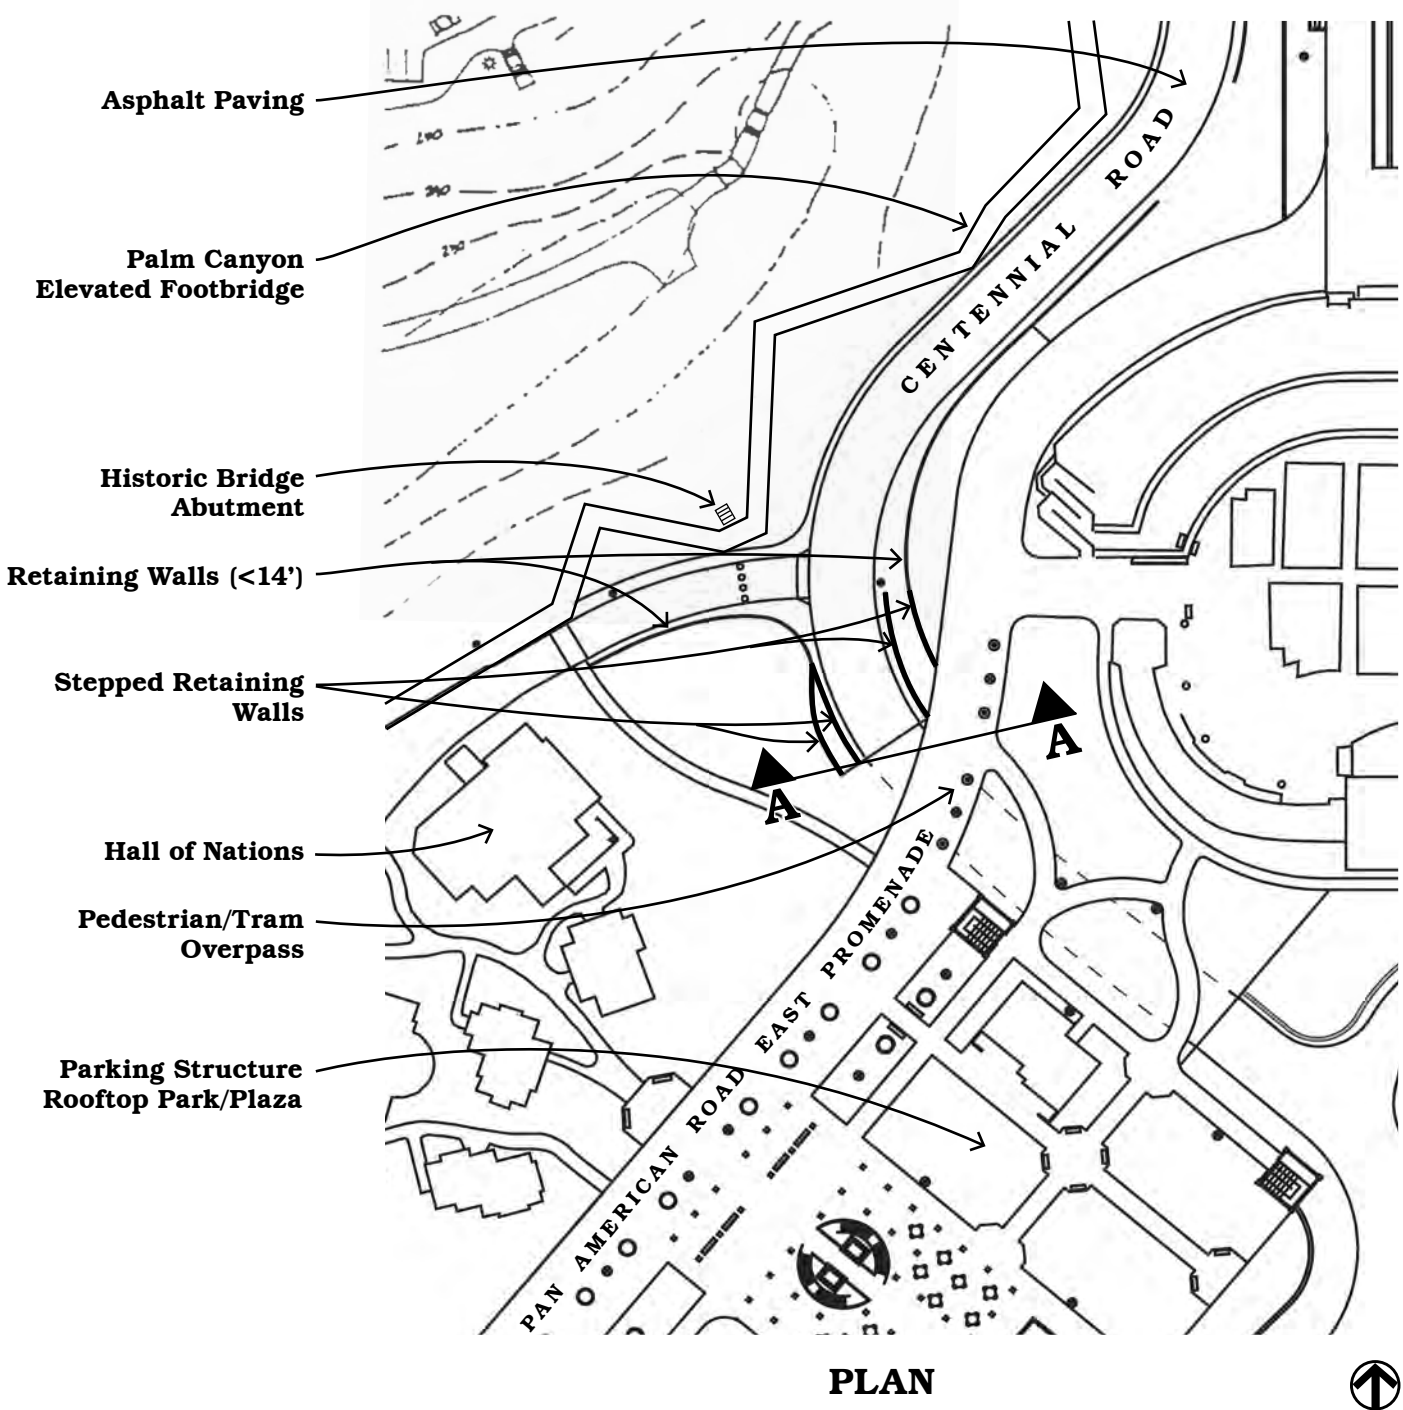 Asphalt Paving
Palm Canyon
Elevated Footbridge
Historic Bridge
Abutment
Retaining Walls (<14’)
Stepped Retaining
Walls
Hall of Nations
Pedestrian/Tram
Overpass
Parking Structure
Rooftop Park/Plaza
CENTENNIAL ROAD
A
A
PAN AMERICAN ROAD EAST PROMENADE
PLAN